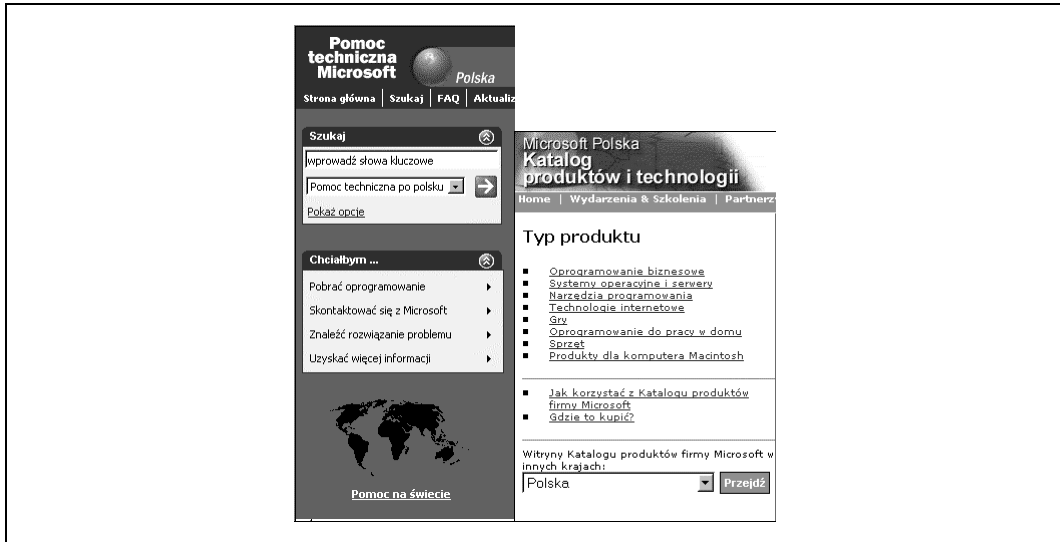 Pomoc
techniczna
Microsoft
Polska
Strona główna | Szukaj | FAQ | Aktualiz
Szukaj
wprowadź słowa kluczowe
Pomoc techniczna po polsku
Pokaż opcje
Chciałbym ...
Pobrać oprogramowanie
Skontaktować się z Microsoft
Znaleźć rozwiązanie problemu
Uzyskać więcej informacji
Pomoc na świecie
Microsoft Polska
Katalog
produktów i technologii
Home | Wydarzenia & Szkolenia | Partnerz
Typ produktu
Oprogramowanie biznesowe
Systemy operacyjne i serwery
Narzędzia programowania
Technologie internetowe
Gry
Oprogramowanie do pracy w domu
Sprzęt
Produkty dla komputera Macintosh
Jak korzystać z Katalogu produktów
firmy Microsoft
Gdzie to kupić?
Witryny Katalogu produktów firmy Microsoft w
innych krajach:
Polska
Przejdź